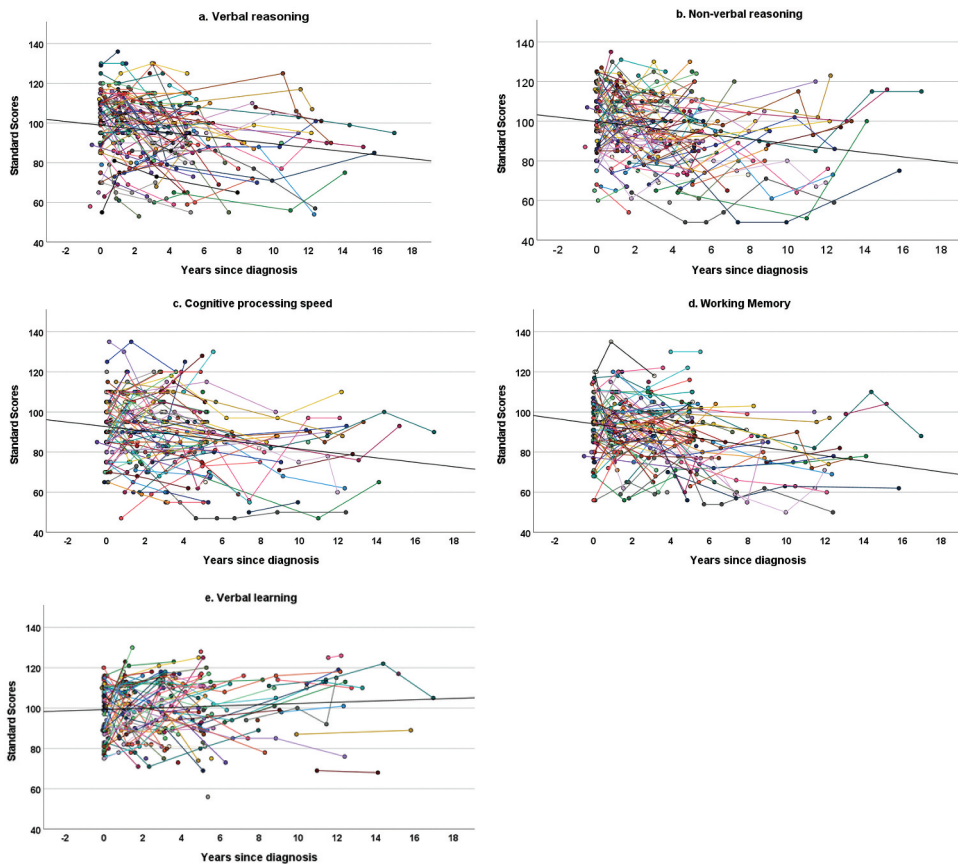 a. Verbal reasoning
140
120
100
80
60
40
Standard Scores
-2 0 2 4 6 8 10 12 14 16 18
Years since diagnosis
b. Non-verbal reasoning
140
120
100
80
60
40
Standard Scores
-2 0 2 4 6 8 10 12 14 16 18
Years since diagnosis
c. Cognitive processing speed
140
120
100
80
60
40
Standard Scores
-2 0 2 4 6 8 10 12 14 16 18
Years since diagnosis
d. Working Memory
140
120
100
80
60
40
Standard Scores
-2 0 2 4 6 8 10 12 14 16 18
Years since diagnosis
e. Verbal learning
140
120
100
80
60
40
Standard Scores
-2 0 2 4 6 8 10 12 14 16 18
Years since diagnosis